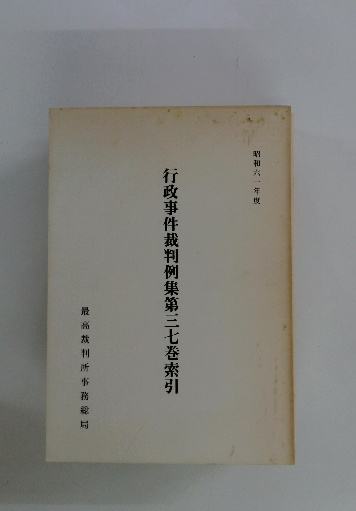 昭和六一年度
行政事件裁判例集第三七巻索引
最高裁判所事務総局